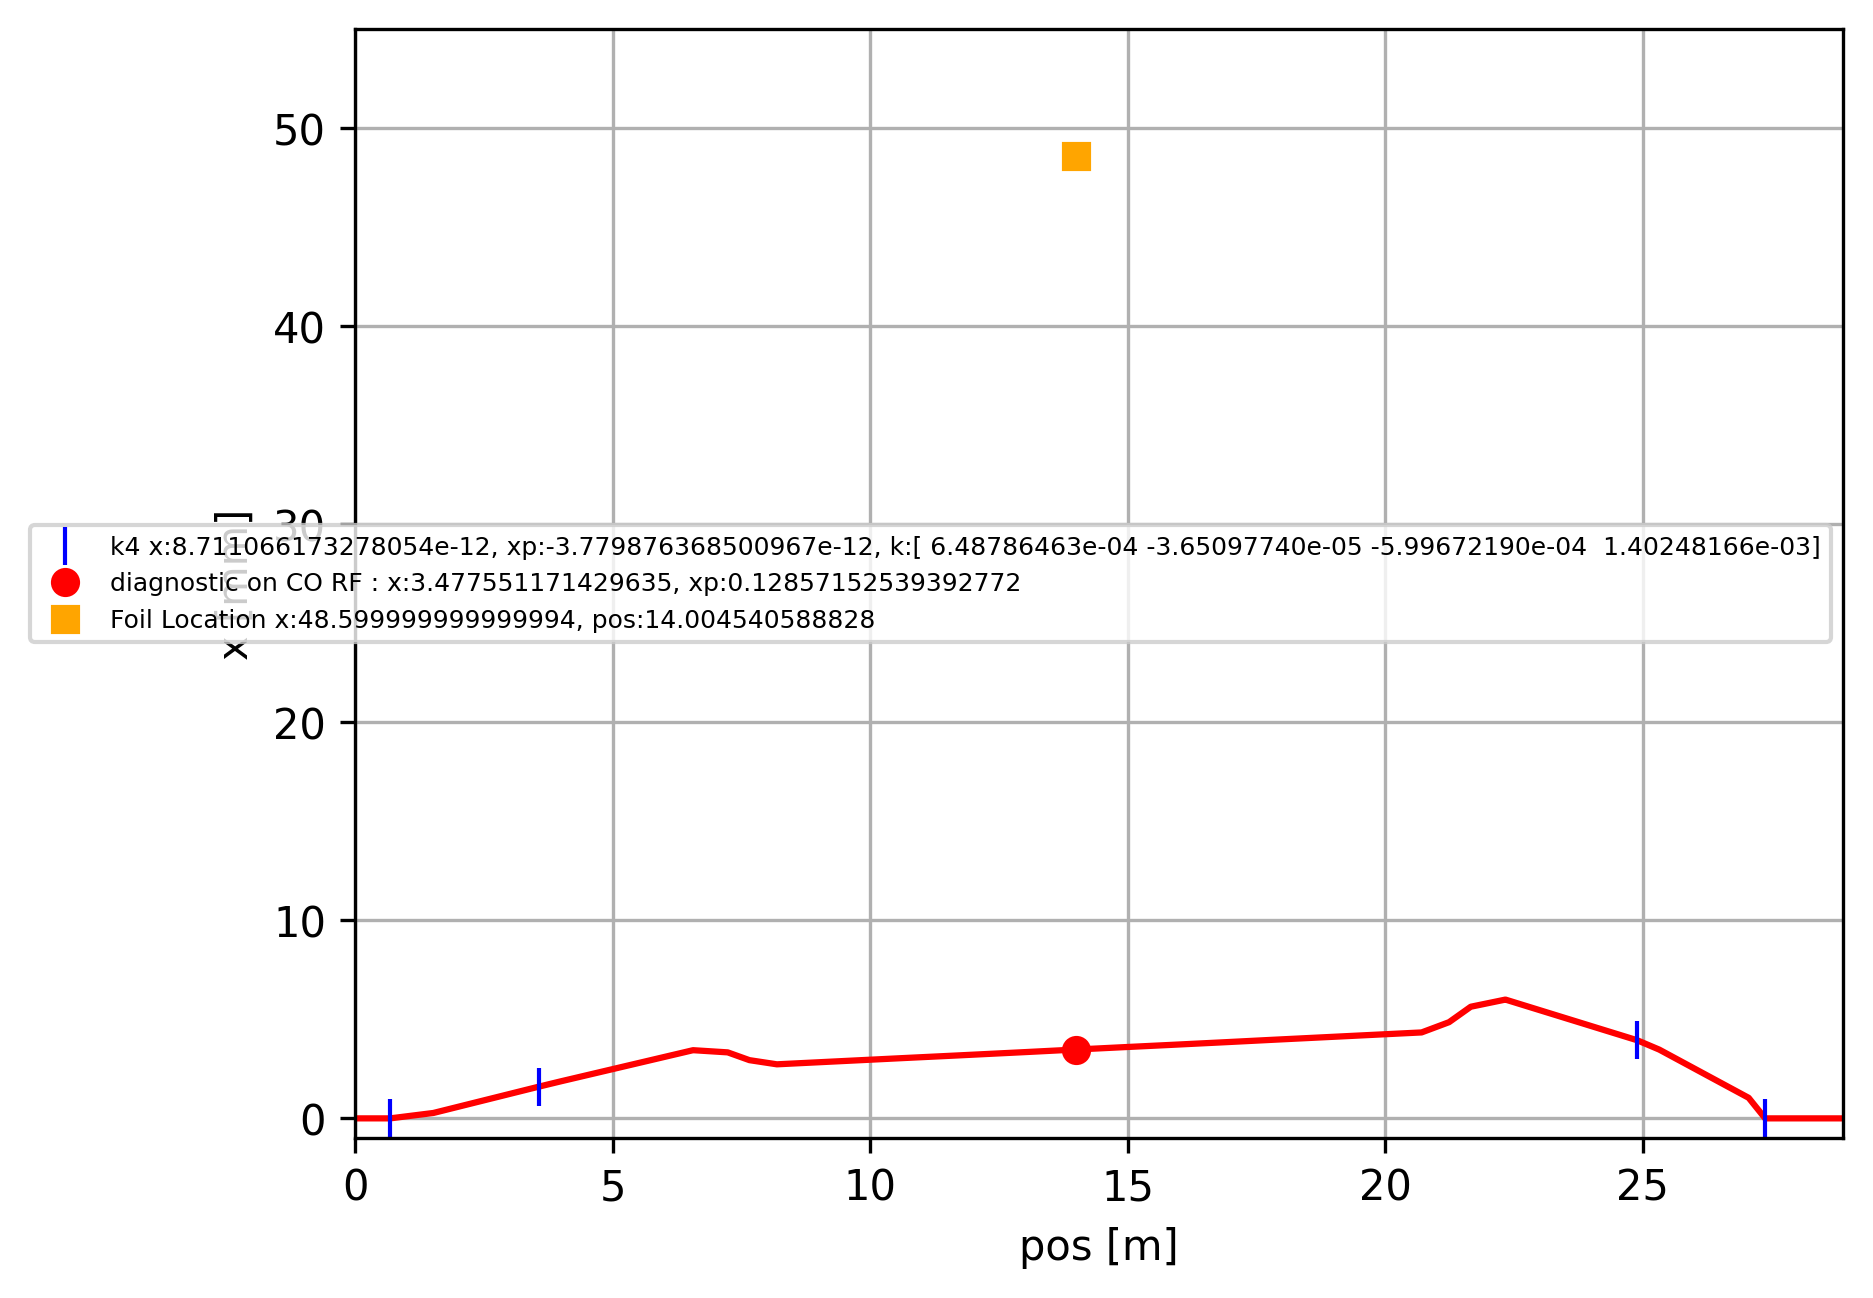 50
40
30
20
10
0
x [mm]
k4 x:8.711066173278054e-12, xp:-3.779876368500967e-12, k:[ 6.48786463e-04 -3.65097740e-05 -5.99672190e-04  1.40248166e-03]
diagnostic on CO RF : x:3.477551171429635, xp:0.12857152539392772
Foil Location x:48.599999999999994, pos:14.004540588828
0 5 10 15 20 25
pos [m]